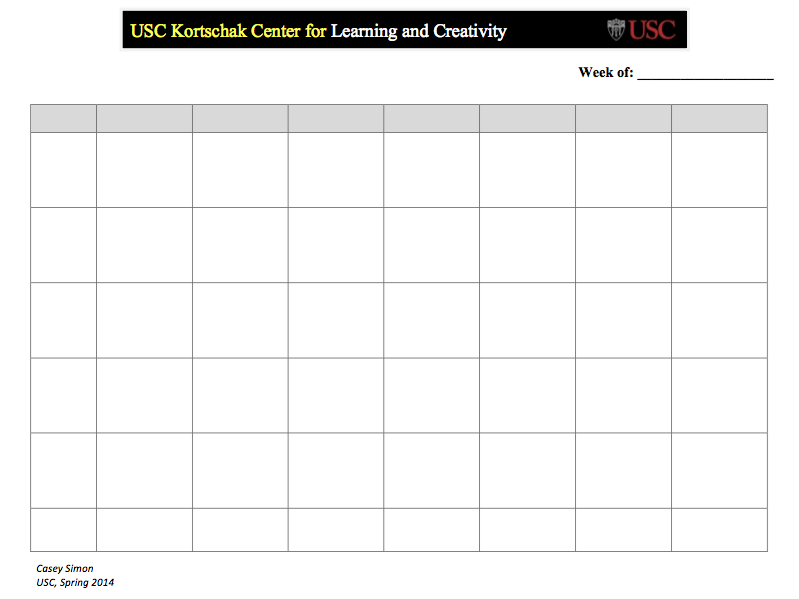 USC Kortschak Center for Learning and Creativity USC
Week of: ___________________
Casey Simon
USC, Spring 2014